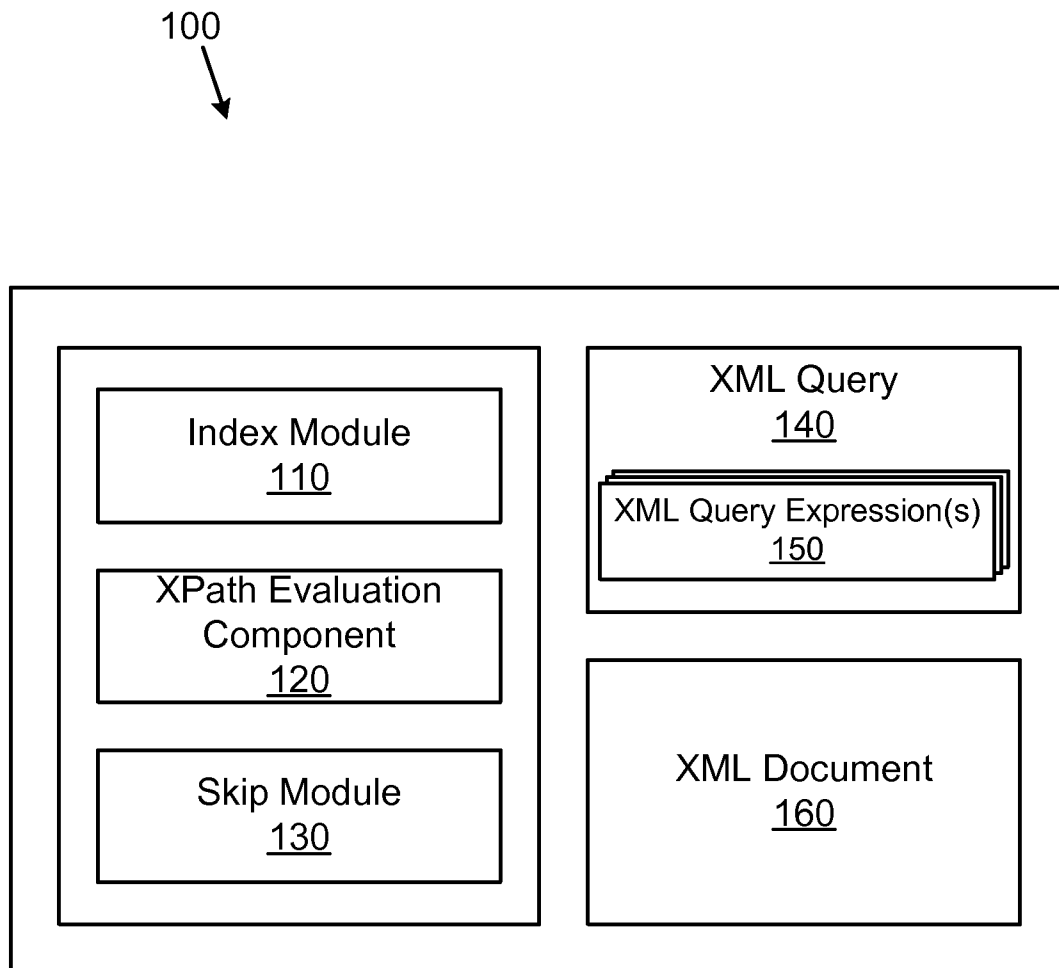 100
Index Module
110
XPath Evaluation
Component
120
Skip Module
130
XML Query
140
XML Query Expression(s)
150
XML Document
160